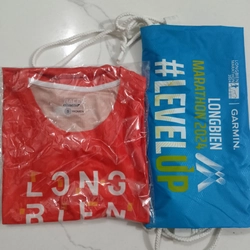 LONG
BIEN
LONGBIEN
MARATHON 2024
#LEVELUP
GARMIN